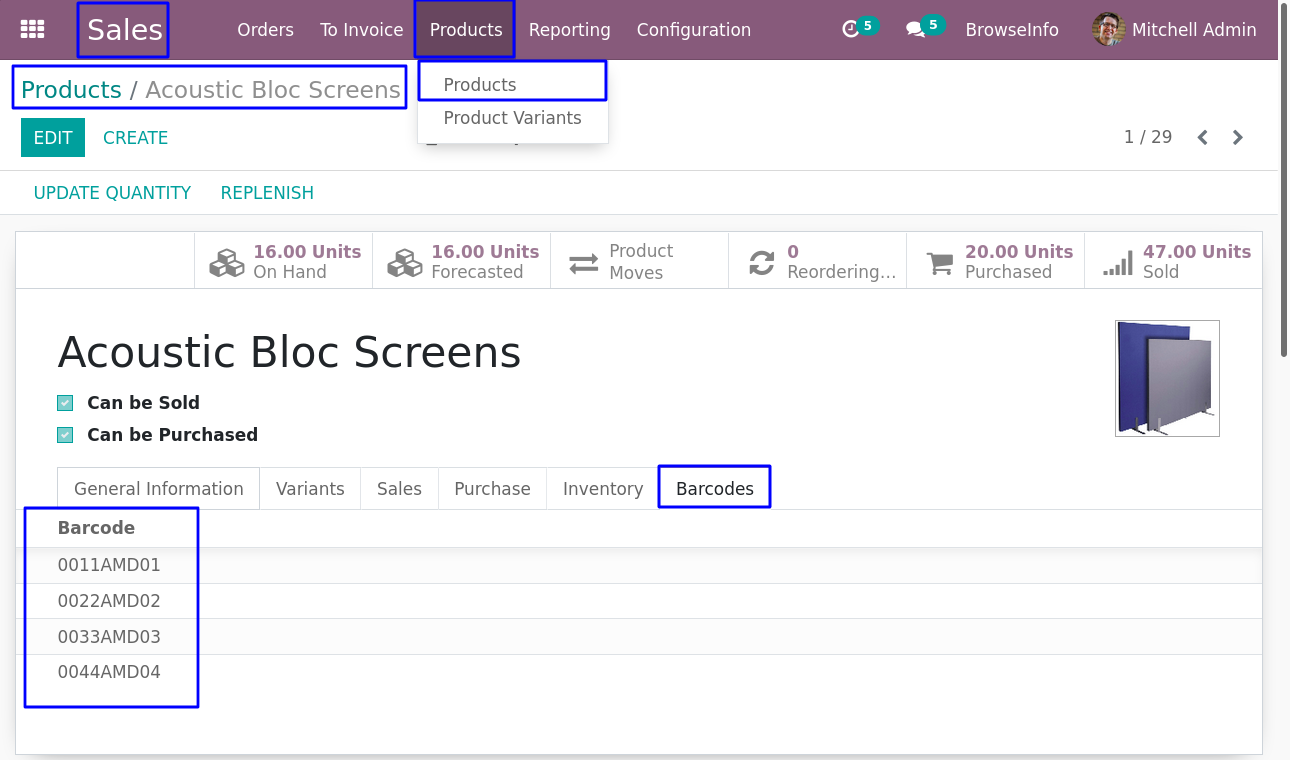 Sales Orders To Invoice Products Reporting Configuration 5 5 BrowseInfo Mitchell Admin
Products / Acoustic Bloc Screens
Products
Product Variants
EDIT CREATE
1 / 29
UPDATE QUANTITY REPLENISH
16.00 Units On Hand
16.00 Units Forecasted
Product Moves
0 Reordering...
20.00 Units Purchased
47.00 Units Sold
Acoustic Bloc Screens
Can be Sold
Can be Purchased
General Information Variants Sales Purchase Inventory Barcodes
Barcode
0011AMD01
0022AMD02
0033AMD03
0044AMD04